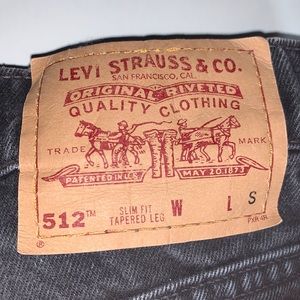 LEVI STRAUSS & CO.
SAN FRANCISCO, CAL.
ORIGINAL RIVETED
QUALITY CLOTHING
TRADE MARK
PATENTED IN U.S. MAY 20 1873
512™ SLIM FIT TAPERED LEG W L S
®